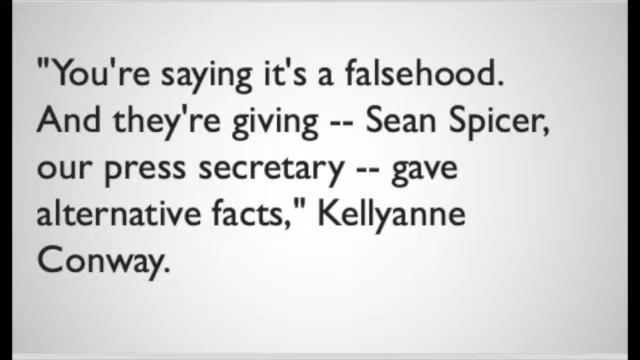 "You're saying it's a falsehood.
And they're giving -- Sean Spicer,
our press secretary -- gave
alternative facts," Kellyanne
Conway.